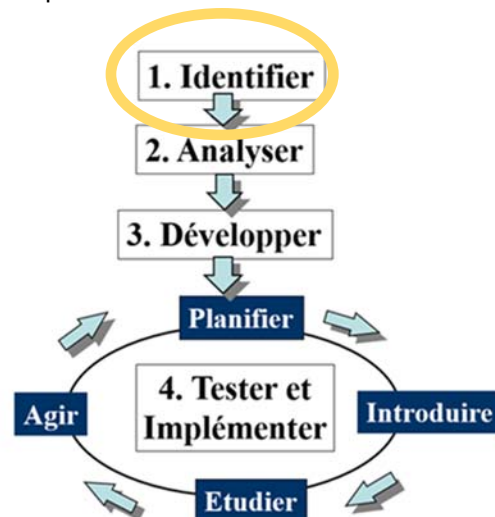 1. Identifier
2. Analyser
3. Développer
Planifier
4. Tester et
Implémenter
Agir
Introduire
Etudier